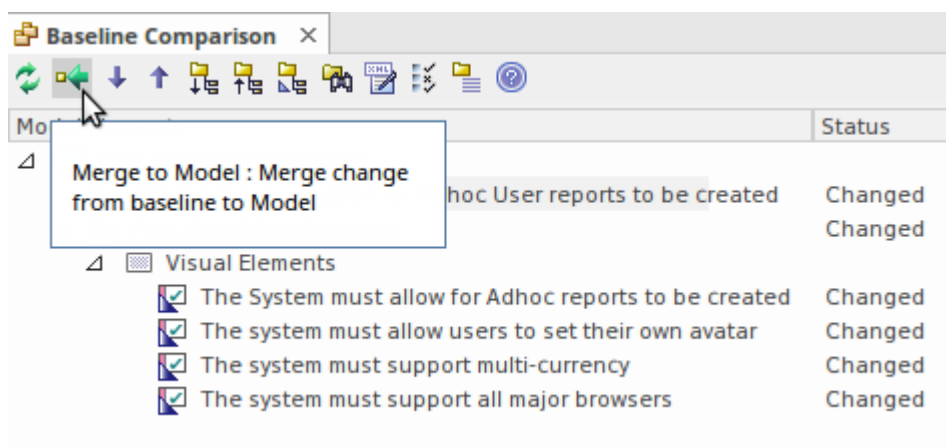 Baseline Comparison
Mo Status
Merge to Model : Merge change
from baseline to Model
hoc User reports to be created Changed
Changed
Visual Elements
The System must allow for Adhoc reports to be created Changed
The system must allow users to set their own avatar Changed
The system must support multi-currency Changed
The system must support all major browsers Changed